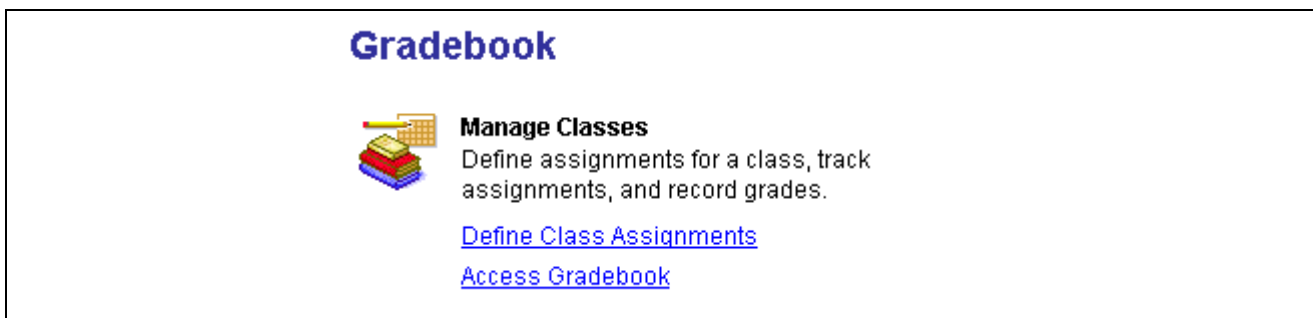 Gradebook
Manage Classes
Define assignments for a class, track
assignments, and record grades.
Define Class Assignments
Access Gradebook